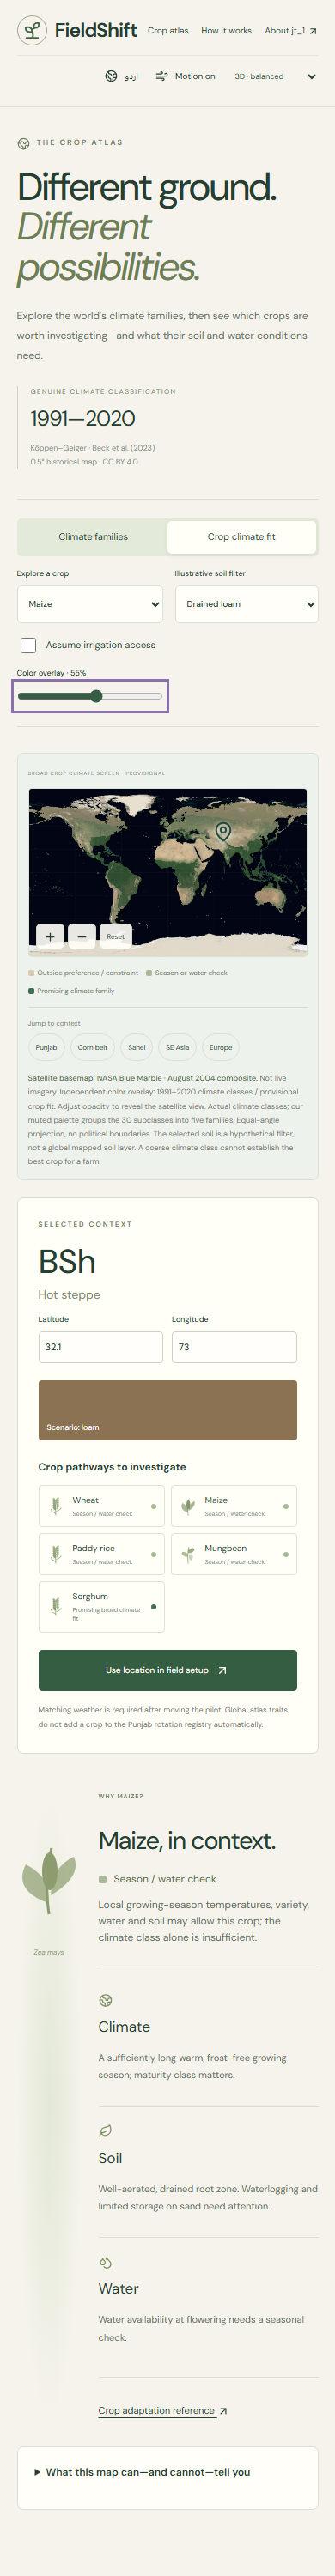 FieldShift Crop atlas How it works About jt_1
اردو Motion on 3D · balanced
THE CROP ATLAS
Different ground.
Different
possibilities.
Explore the world's climate families, then see which crops are
worth investigating—and what their soil and water conditions
need.
GENUINE CLIMATE CLASSIFICATION
1991—2020
Köppen–Geiger · Beck et al. (2023)
0.5° historical map · CC BY 4.0
Climate families Crop climate fit
Explore a crop Illustrative soil filter
Maize Drained loam
Assume irrigation access
Color overlay · 55%
BROAD CROP CLIMATE SCREEN · PROVISIONAL
+ − Reset
Outside preference / constraint Season or water check
Promising climate family
Jump to context
Punjab Corn belt Sahel SE Asia Europe
Satellite basemap: NASA Blue Marble · August 2004 composite. Not live
imagery. Independent color overlay: 1991–2020 climate classes / provisional
crop fit. Adjust opacity to reveal the satellite view. Actual climate classes; our
muted palette groups the 30 subclasses into five families. Equal-angle
projection, no political boundaries. The selected soil is a hypothetical filter,
not a global mapped soil layer. A coarse climate class cannot establish the
best crop for a farm.
SELECTED CONTEXT
BSh
Hot steppe
Latitude Longitude
32.1 73
Scenario: loam
Crop pathways to investigate
Wheat
Season / water check
Maize
Season / water check
Paddy rice
Season / water check
Mungbean
Season / water check
Sorghum
Promising broad climate
fit
Use location in field setup
Matching weather is required after moving the pilot. Global atlas traits
do not add a crop to the Punjab rotation registry automatically.
WHY MAIZE?
Maize, in context.
Season / water check
Zea mays
Local growing-season temperatures, variety,
water and soil may allow this crop; the
climate class alone is insufficient.
Climate
A sufficiently long warm, frost-free growing
season; maturity class matters.
Soil
Well-aerated, drained root zone. Waterlogging and
limited storage on sand need attention.
Water
Water availability at flowering needs a seasonal
check.
Crop adaptation reference
What this map can—and cannot—tell you